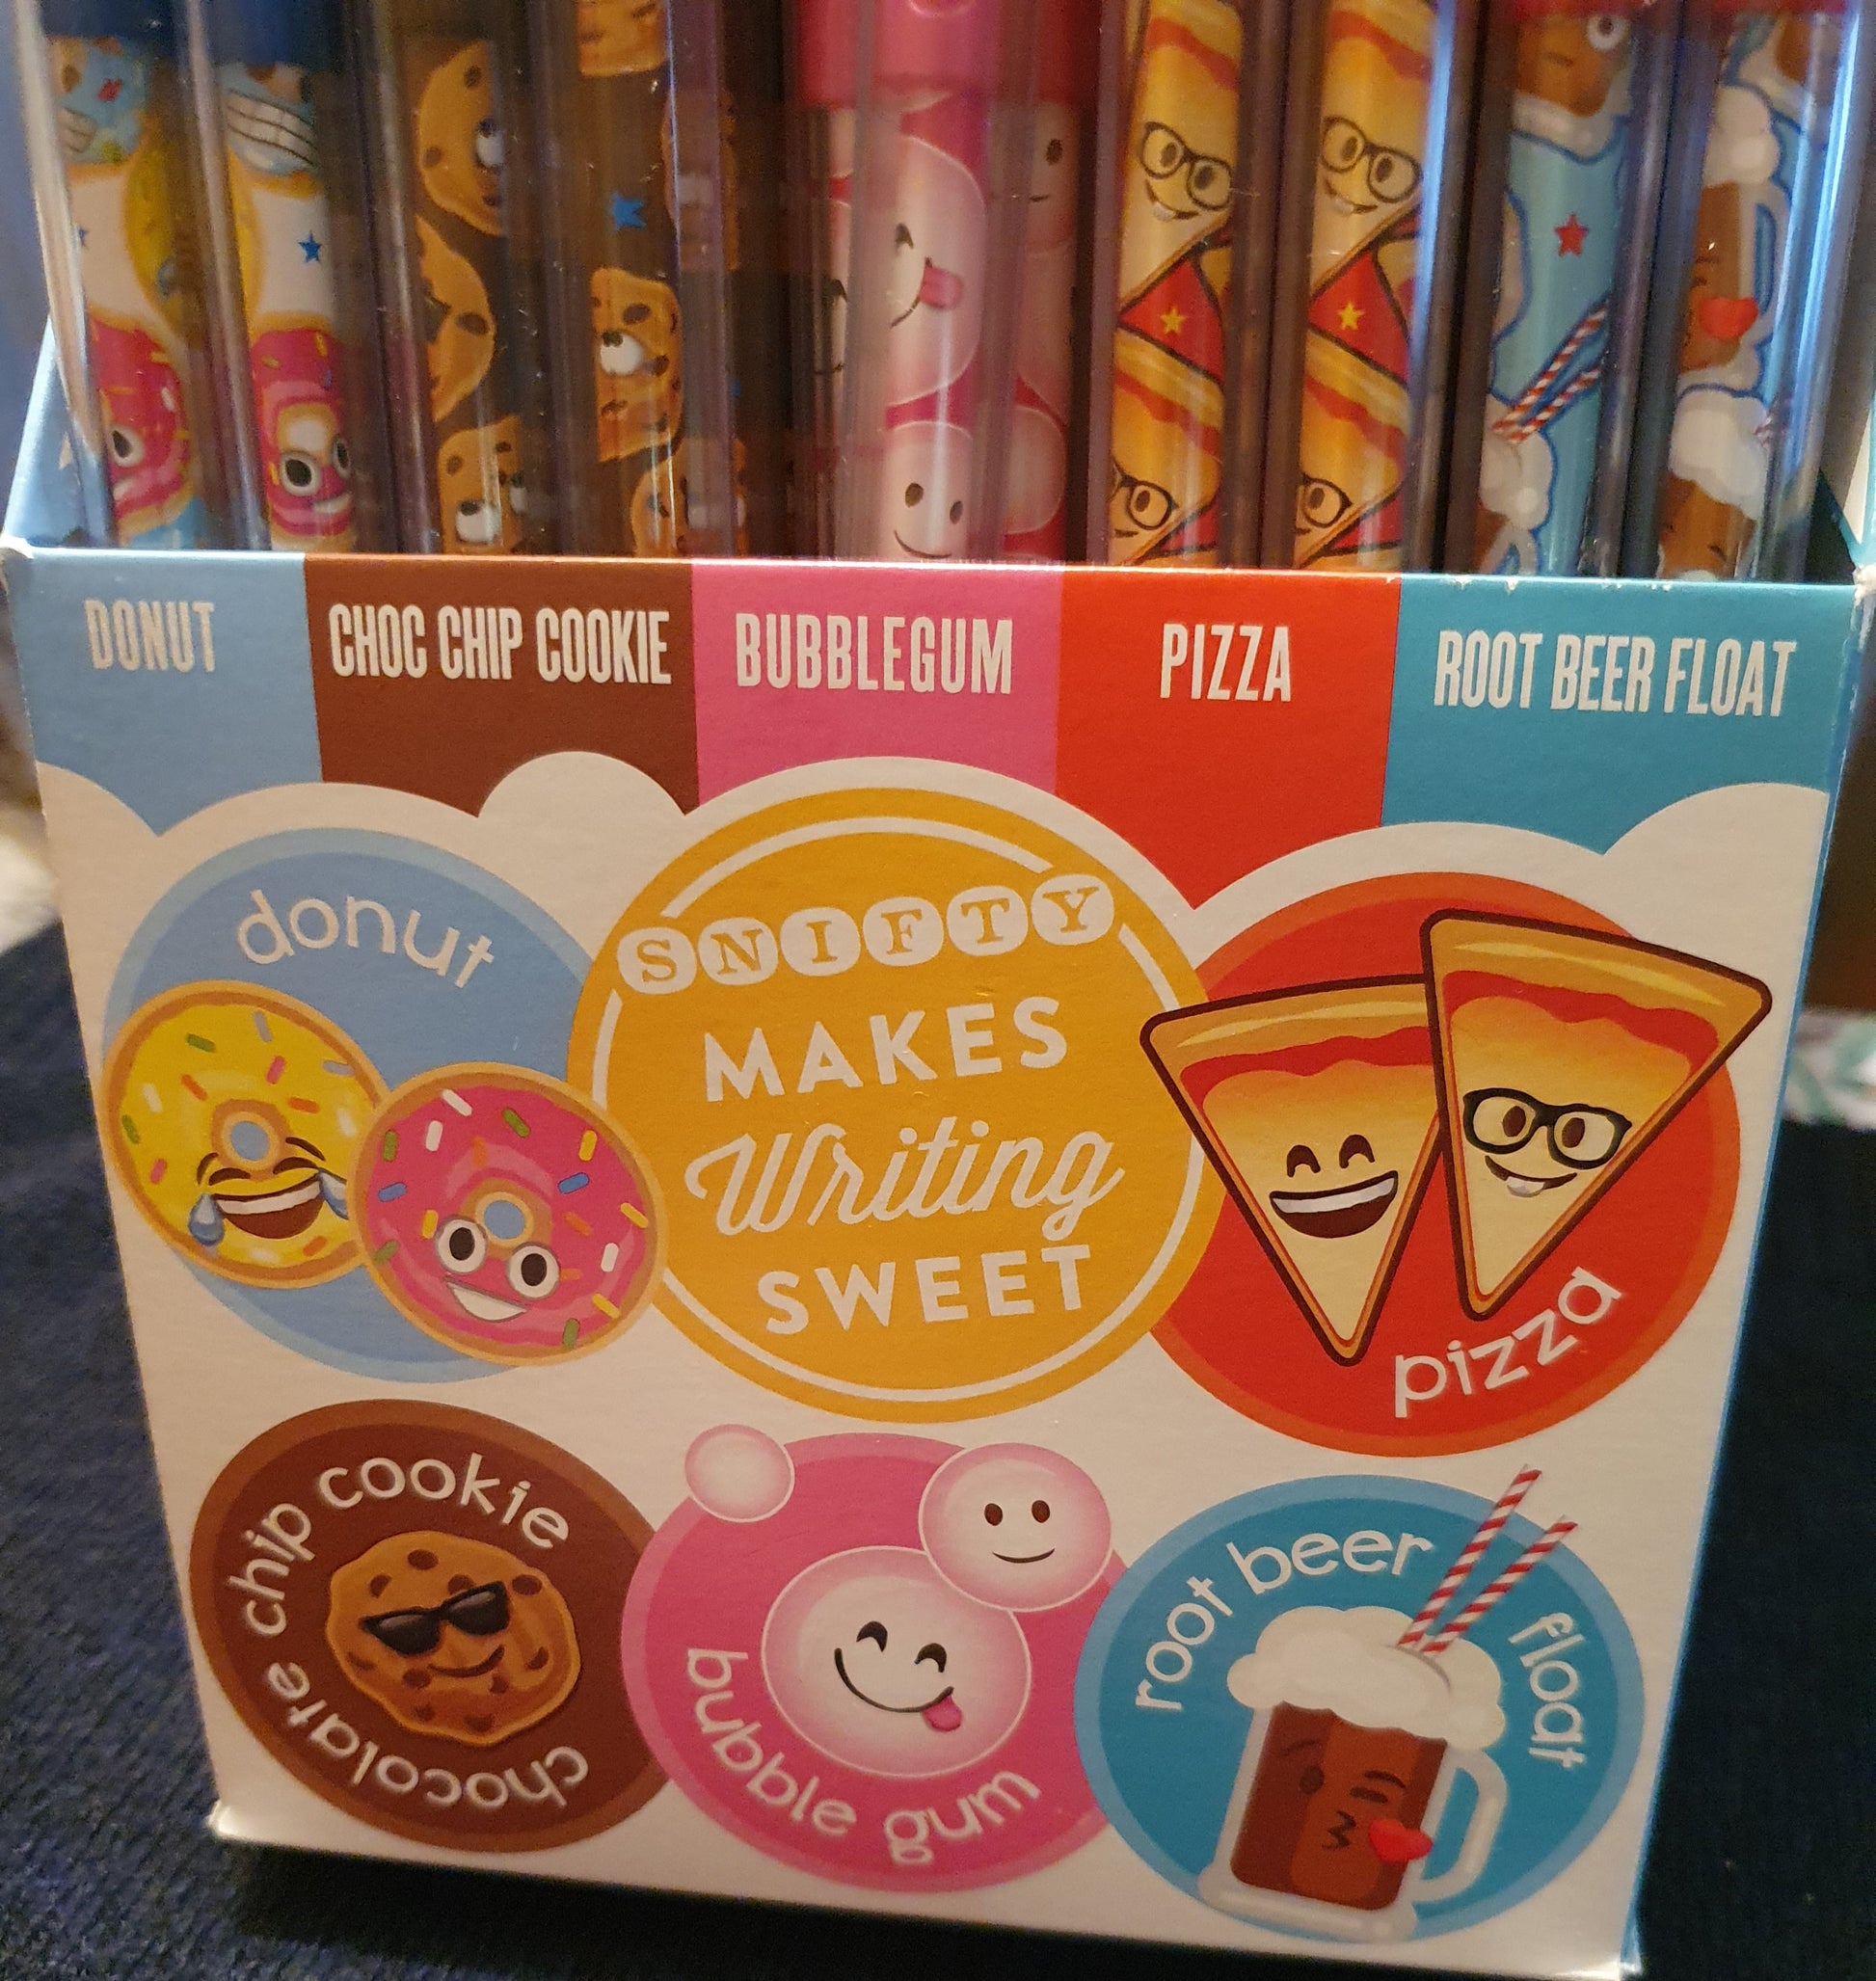 DONUT
CHOC CHIP COOKIE
BUBBLEGUM
PIZZA
ROOT BEER FLOAT
donut
SNIFTY
MAKES
Writing
SWEET
pizza
chocolate chip cookie
bubble gum
root beer float